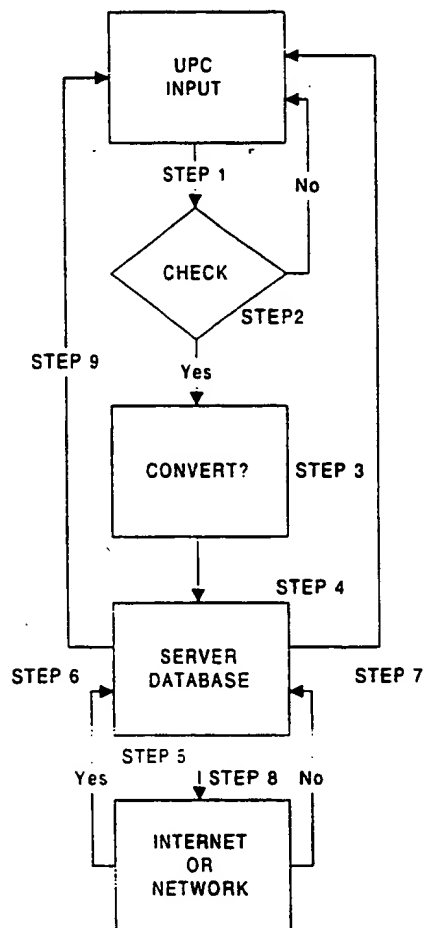 UPC
INPUT
STEP 1
No
CHECK
STEP2
STEP 9
Yes
CONVERT?
STEP 3
STEP 4
SERVER
DATABASE
STEP 6
STEP 7
STEP 5
Yes
STEP 8
No
INTERNET
OR
NETWORK